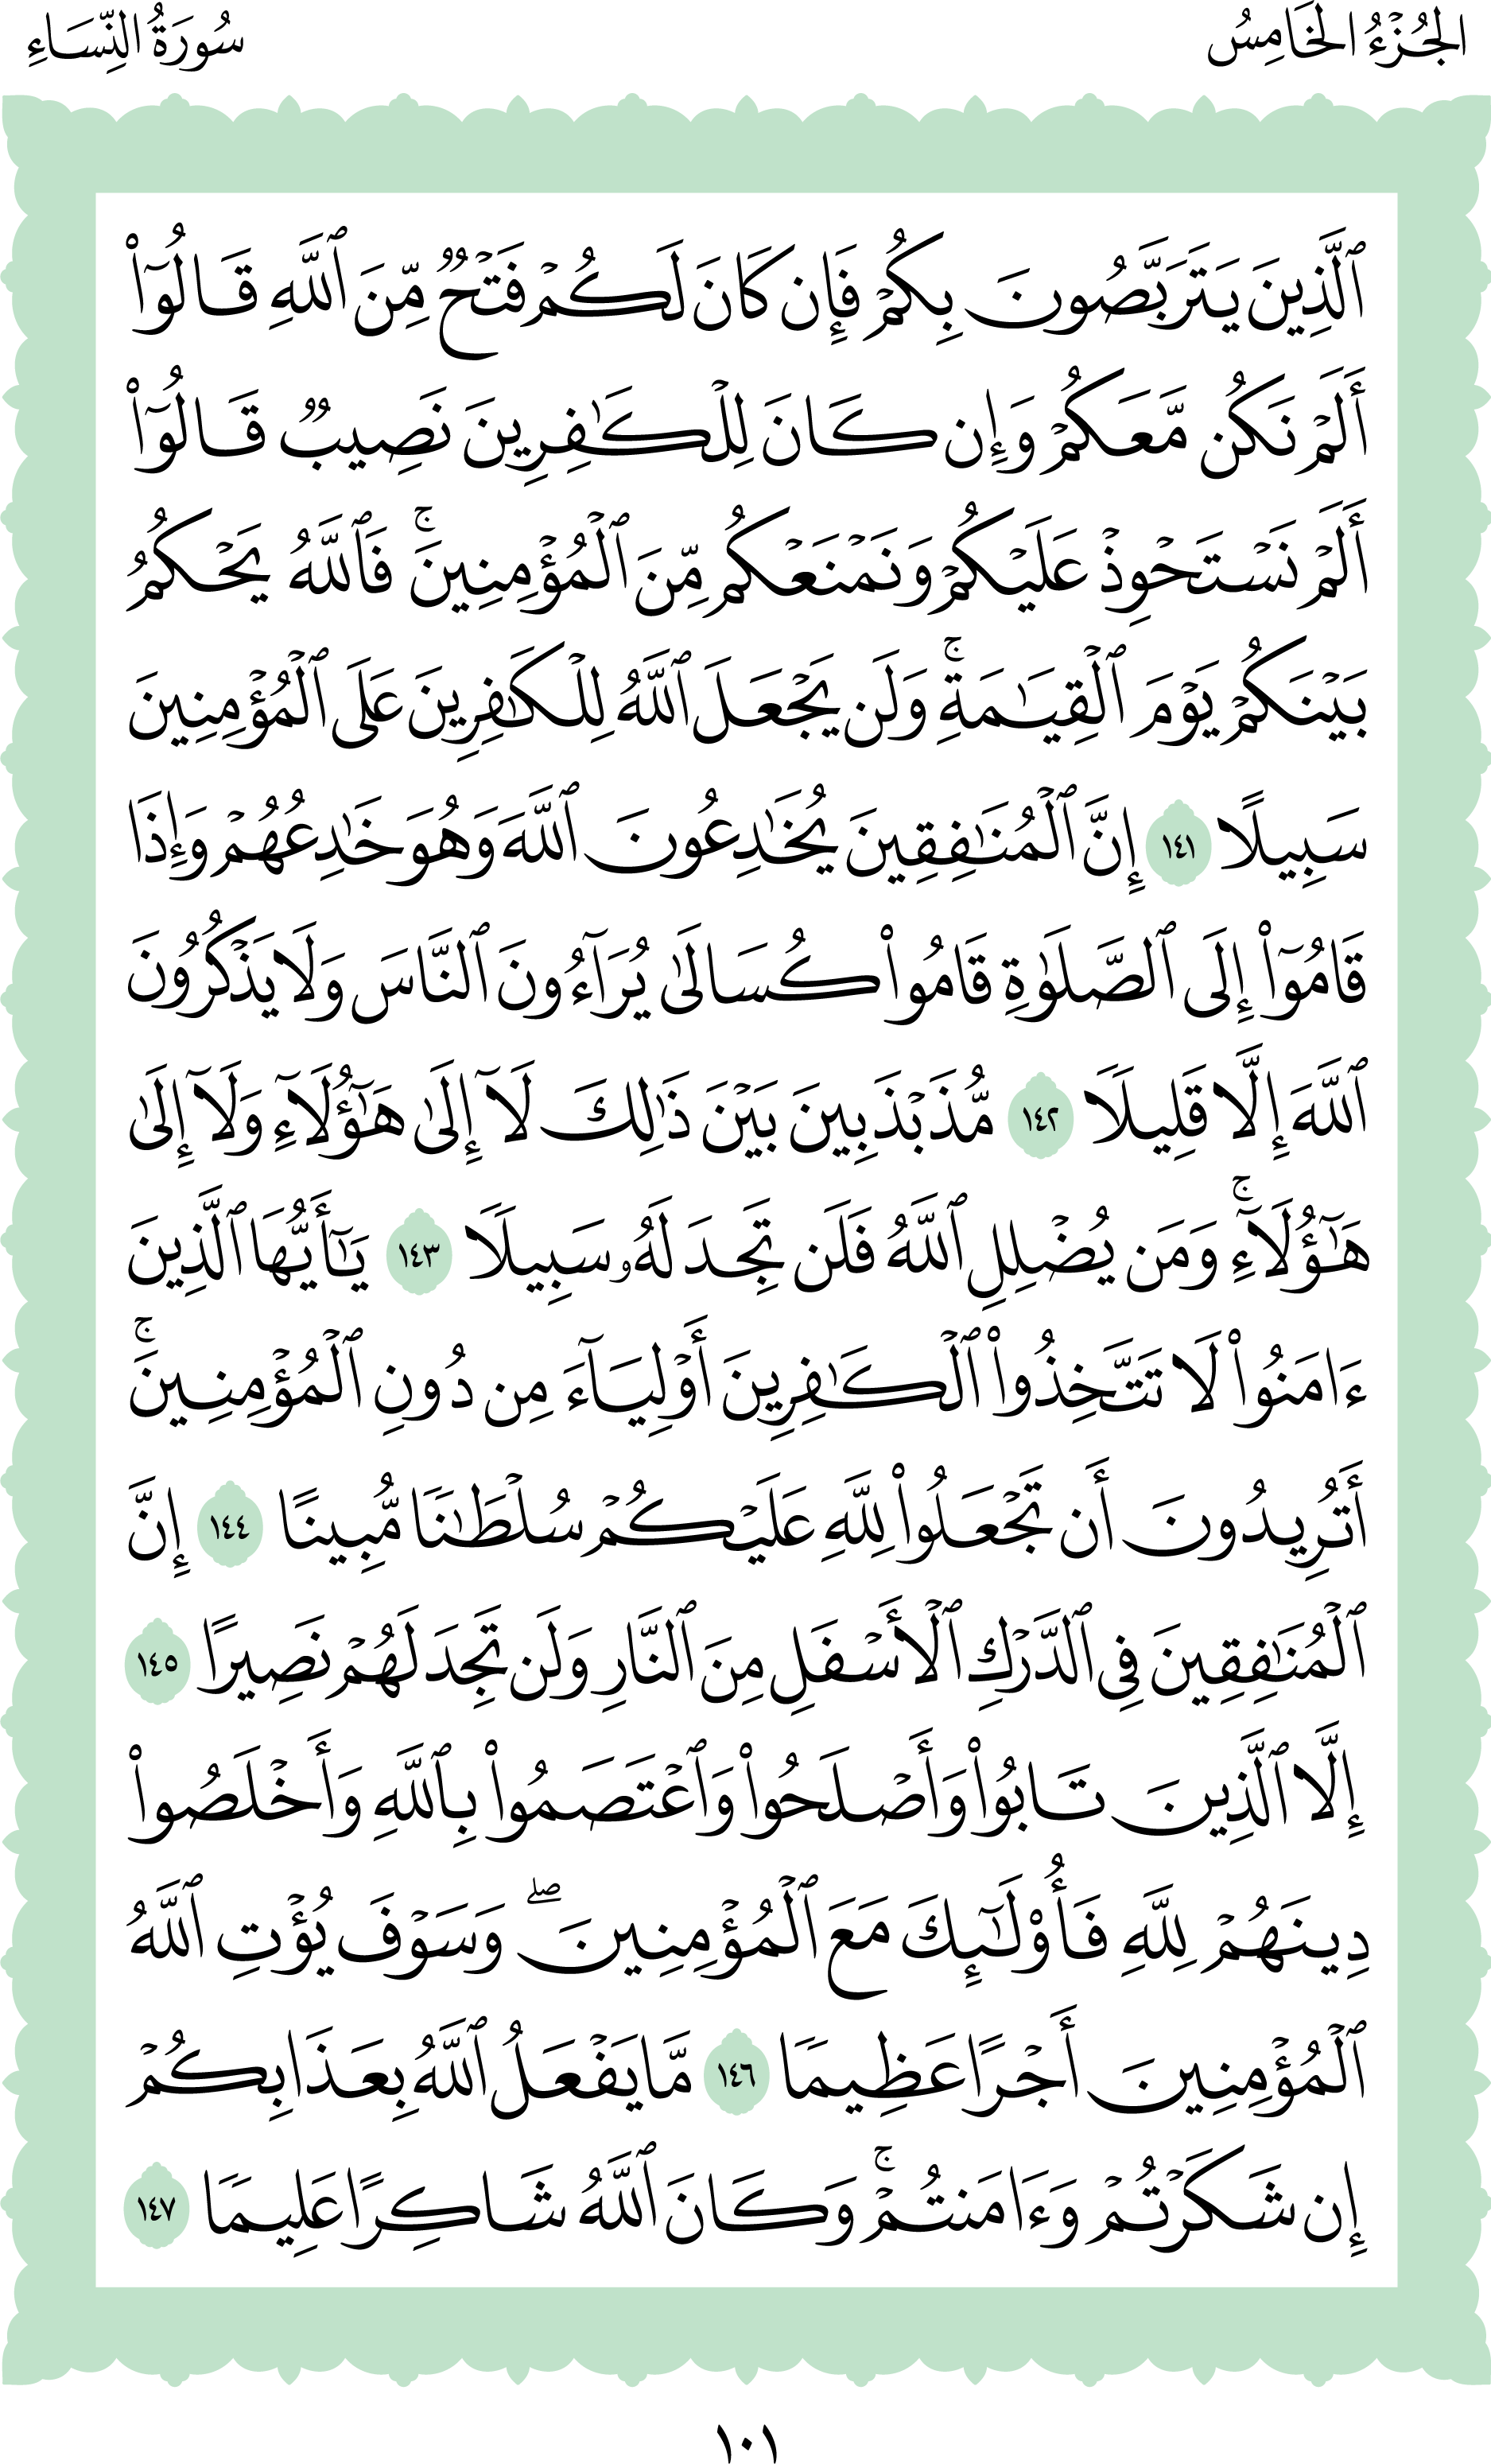 الجُزْءُ الخَامِسُ
سُورَةُ النِّسَاءِ
ٱلَّذِينَ يَتَرَبَّصُونَ بِكُمۡ فَإِن كَانَ لَكُمۡ فَتۡحٞ مِّنَ ٱللَّهِ قَالُوٓاْ
أَلَمۡ نَكُن مَّعَكُمۡ وَإِن كَانَ لِلۡكَٰفِرِينَ نَصِيبٞ قَالُوٓاْ
أَلَمۡ نَسۡتَحۡوِذۡ عَلَيۡكُمۡ وَنَمۡنَعۡكُم مِّنَ ٱلۡمُؤۡمِنِينَۚ فَٱللَّهُ يَحۡكُمُ
بَيۡنَكُمۡ يَوۡمَ ٱلۡقِيَٰمَةِۚ وَلَن يَجۡعَلَ ٱللَّهُ لِلۡكَٰفِرِينَ عَلَى ٱلۡمُؤۡمِنِينَ
سَبِيلًا ١٤١ إِنَّ ٱلۡمُنَٰفِقِينَ يُخَٰدِعُونَ ٱللَّهَ وَهُوَ خَٰدِعُهُمۡ وَإِذَا
قَامُوٓاْ إِلَى ٱلصَّلَوٰةِ قَامُواْ كُسَالَىٰ يُرَآءُونَ ٱلنَّاسَ وَلَا يَذۡكُرُونَ
ٱللَّهَ إِلَّا قَلِيلٗا ١٤٢ مُّذَبۡذَبِينَ بَيۡنَ ذَٰلِكَ لَآ إِلَىٰ هَٰٓؤُلَآءِ وَلَآ إِلَىٰ
هَٰٓؤُلَآءِۚ وَمَن يُضۡلِلِ ٱللَّهُ فَلَن تَجِدَ لَهُۥ سَبِيلٗا ١٤٣ يَٰٓأَيُّهَا ٱلَّذِينَ
ءَامَنُواْ لَا تَتَّخِذُواْ ٱلۡكَٰفِرِينَ أَوۡلِيَآءَ مِن دُونِ ٱلۡمُؤۡمِنِينَۚ
أَتُرِيدُونَ أَن تَجۡعَلُواْ لِلَّهِ عَلَيۡكُمۡ سُلۡطَٰنٗا مُّبِينًا ١٤٤ إِنَّ
ٱلۡمُنَٰفِقِينَ فِي ٱلدَّرۡكِ ٱلۡأَسۡفَلِ مِنَ ٱلنَّارِ وَلَن تَجِدَ لَهُمۡ نَصِيرًا ١٤٥
إِلَّا ٱلَّذِينَ تَابُواْ وَأَصۡلَحُواْ وَٱعۡتَصَمُواْ بِٱللَّهِ وَأَخۡلَصُواْ
دِينَهُمۡ لِلَّهِ فَأُوْلَٰٓئِكَ مَعَ ٱلۡمُؤۡمِنِينَۖ وَسَوۡفَ يُؤۡتِ ٱللَّهُ
ٱلۡمُؤۡمِنِينَ أَجۡرًا عَظِيمٗا ١٤٦ مَّا يَفۡعَلُ ٱللَّهُ بِعَذَابِكُمۡ
إِن شَكَرۡتُمۡ وَءَامَنتُمۡۚ وَكَانَ ٱللَّهُ شَاكِرًا عَلِيمٗا ١٤٧
١٠١